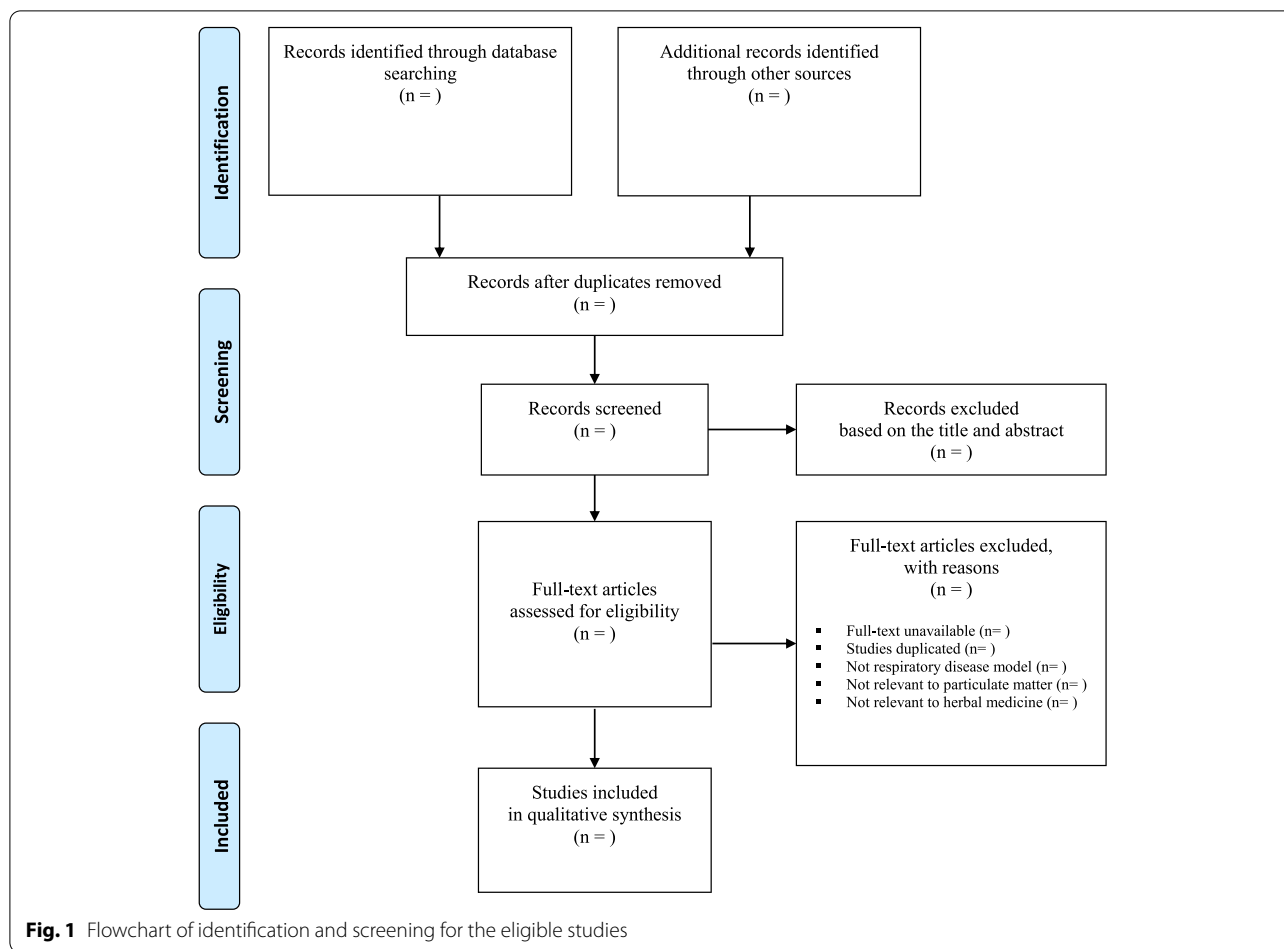 Identification
Records identified through database
searching
(n = )
Additional records identified
through other sources
(n = )
Records after duplicates removed
(n = )
Screening
Records screened
(n = )
Records excluded
based on the title and abstract
(n = )
Eligibility
Full-text articles
assessed for eligibility
(n = )
Full-text articles excluded,
with reasons
(n = )
▪ Full-text unavailable (n= )
▪ Studies duplicated (n= )
▪ Not respiratory disease model (n= )
▪ Not relevant to particulate matter (n= )
▪ Not relevant to herbal medicine (n= )
Included
Studies included
in qualitative synthesis
(n = )
Fig. 1 Flowchart of identification and screening for the eligible studies